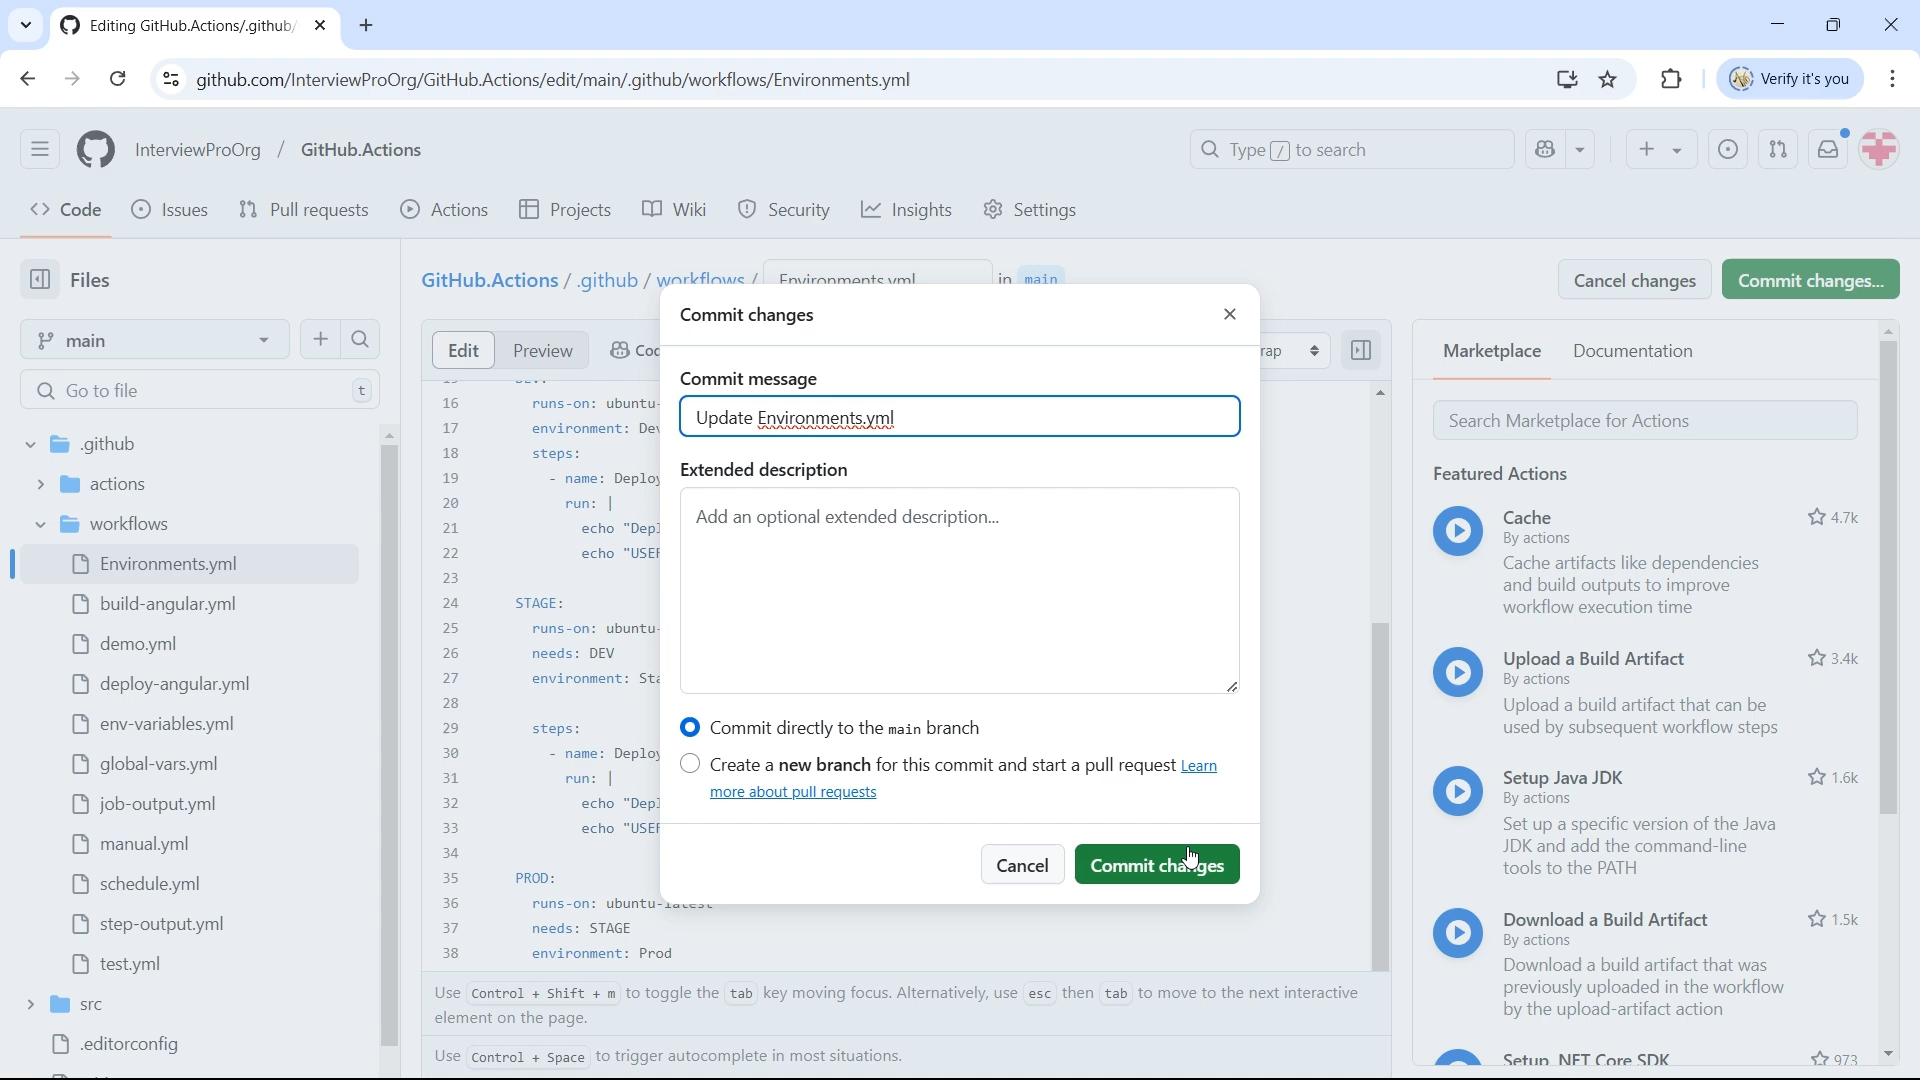 Editing GitHub.Actions/.github/
github.com/InterviewProOrg/GitHub.Actions/edit/main/.github/workflows/Environments.yml
Verify it's you
InterviewProOrg / GitHub.Actions
Type / to search
Code
Issues
Pull requests
Actions
Projects
Wiki
Security
Insights
Settings
Files
main
Go to file
t
.github
actions
workflows
Environments.yml
build-angular.yml
demo.yml
deploy-angular.yml
env-variables.yml
global-vars.yml
job-output.yml
manual.yml
schedule.yml
step-output.yml
test.yml
src
.editorconfig
GitHub.Actions / .github / workflows / Environments.yml in main
Cancel changes
Commit changes...
Edit
Preview
16 runs-on: ubuntu-
17 environment:
18 steps:
19 - name:
20 run: |
21 echo
22 echo "USER
23
24 STAGE:
25 runs-on: ubuntu-
26 needs: DEV
27 environment:
28
29 steps:
30 - name:
31 run: |
32 echo
33 echo "USER
34
35 PROD:
36 runs-on: ubuntu-latest
37 needs: STAGE
38 environment: Prod
Use Control + Shift + m to toggle the tab key moving focus. Alternatively, use esc then tab to move to the next interactive
element on the page.
Use Control + Space to trigger autocomplete in most situations.
Commit changes
Commit message
Update Environments.yml
Extended description
Add an optional extended description...
Commit directly to the main branch
Create a new branch for this commit and start a pull request Learn
more about pull requests
Cancel
Commit changes
Marketplace
Documentation
Search Marketplace for Actions
Featured Actions
Cache
4.7k
By actions
Cache artifacts like dependencies
and build outputs to improve
workflow execution time
Upload a Build Artifact
3.4k
By actions
Upload a build artifact that can be
used by subsequent workflow steps
Setup Java JDK
1.6k
By actions
Set up a specific version of the Java
JDK and add the command-line
tools to the PATH
Download a Build Artifact
1.5k
By actions
Download a build artifact that was
previously uploaded in the workflow
by the upload-artifact action
Setup .NET Core SDK
973